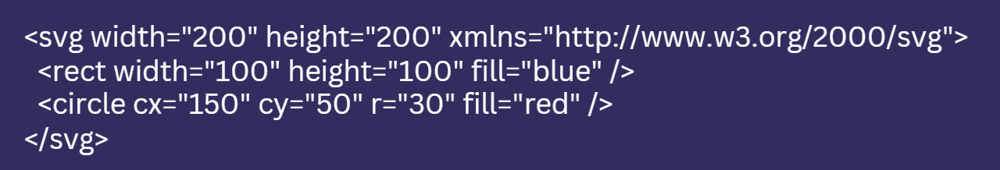 <svg width="200" height="200" xmlns="http://www.w3.org/2000/svg">
<rect width="100" height="100" fill="blue" />
<circle cx="150" cy="50" r="30" fill="red" />
</svg>